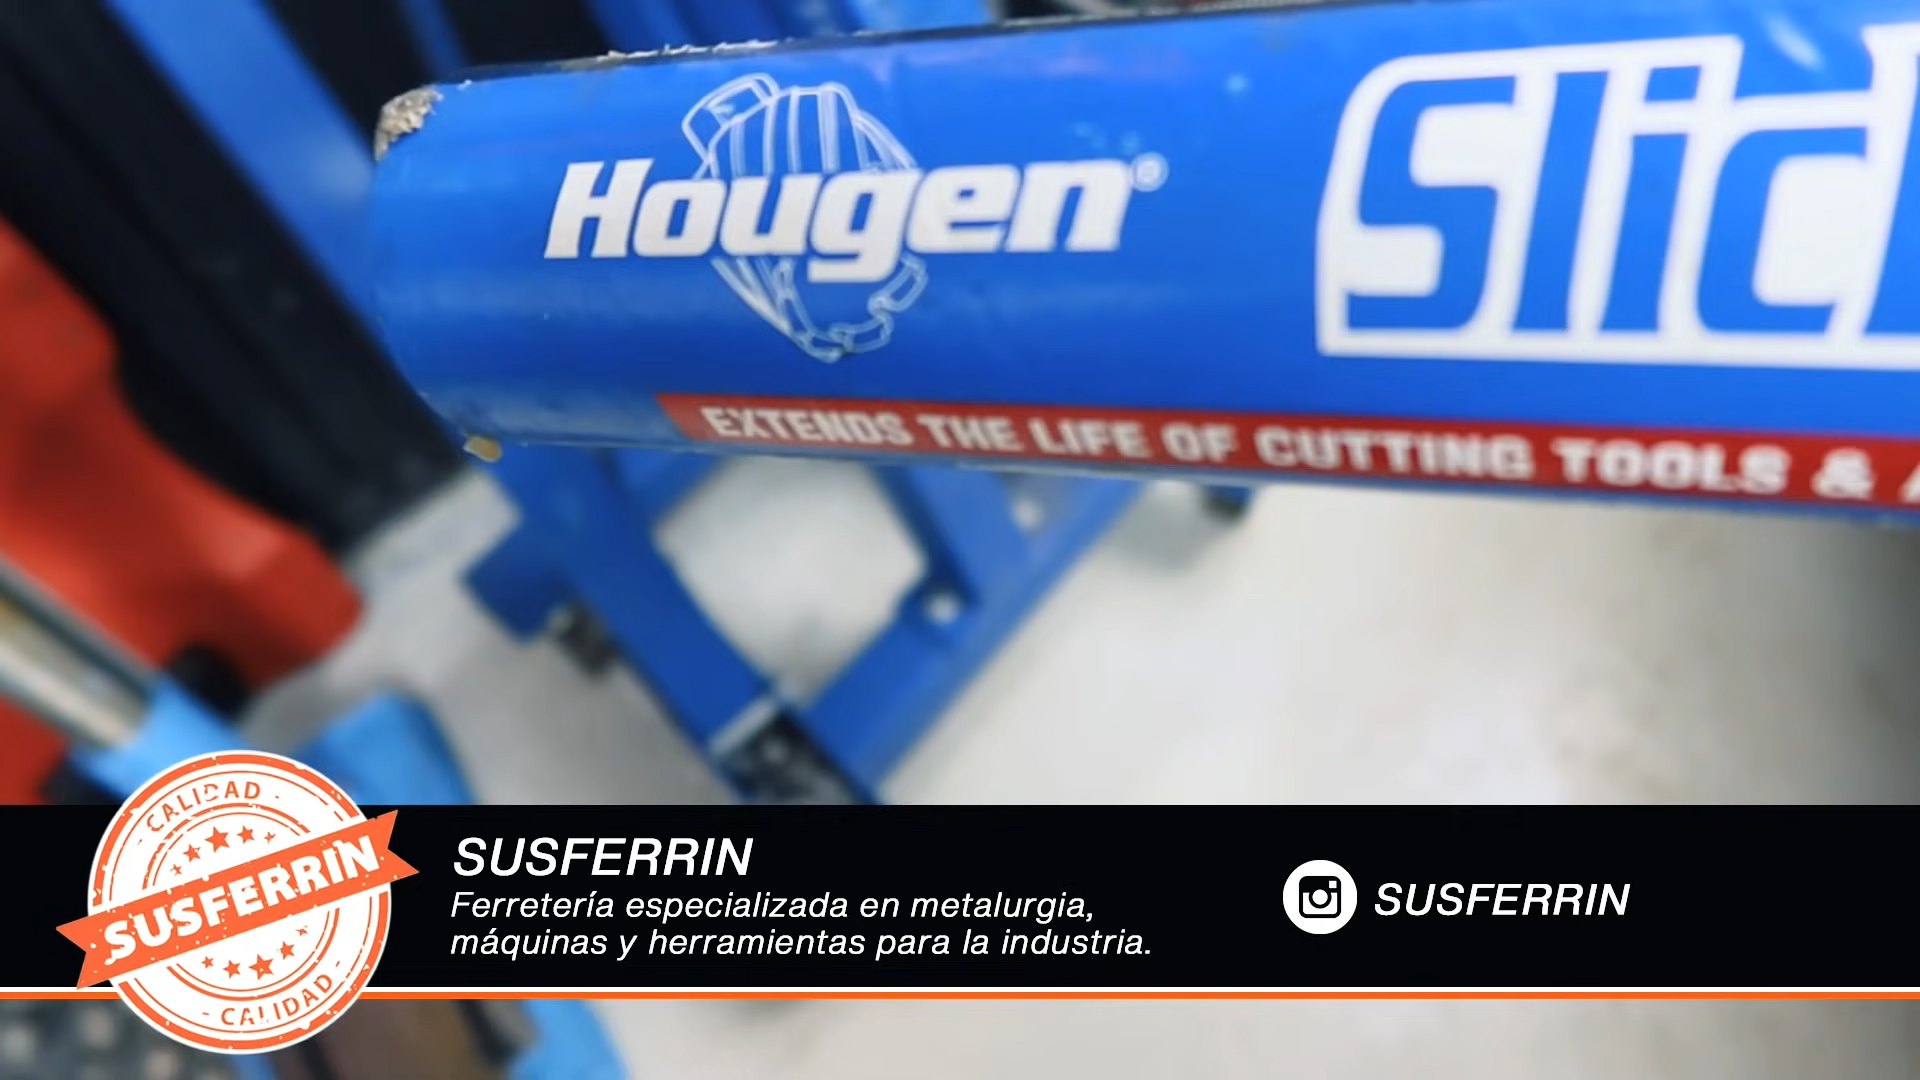 Hougen®
EXTENDS THE LIFE OF CUTTING TOOLS &
- CALIDAD -
SUSFERRIN
- CALIDAD -
SUSFERRIN
Ferretería especializada en metalurgia,
máquinas y herramientas para la industria.
SUSFERRIN